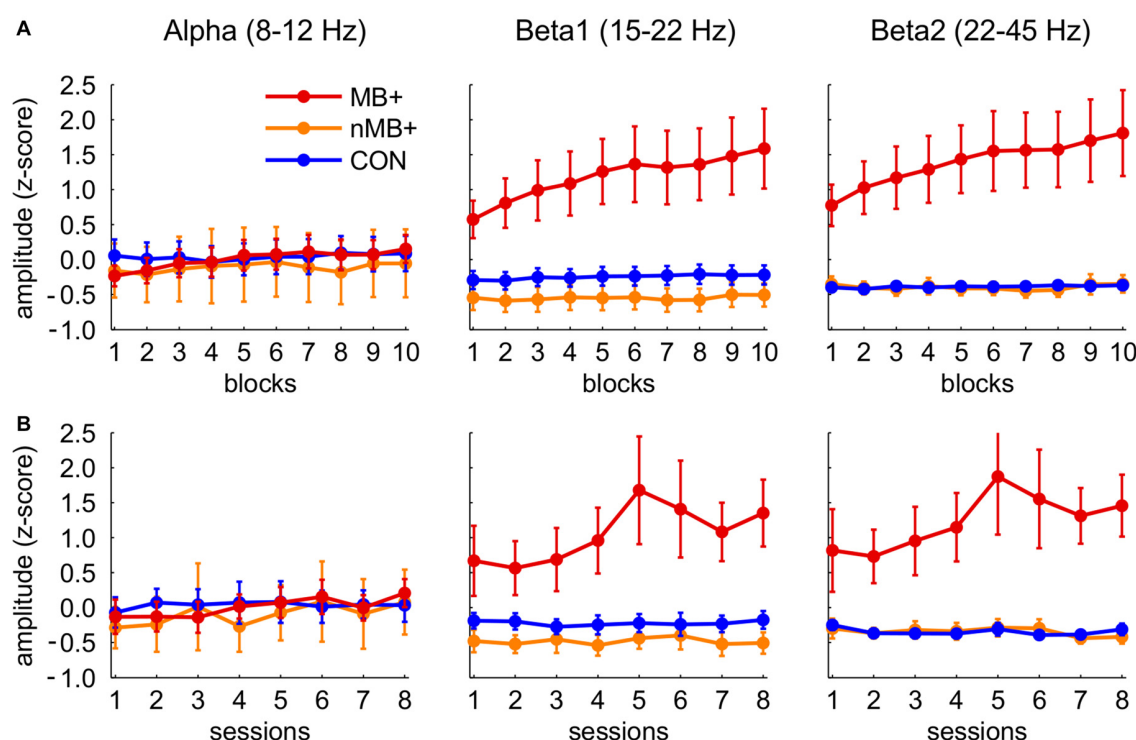 A
Alpha (8-12 Hz)
Beta1 (15-22 Hz)
Beta2 (22-45 Hz)
amplitude (z-score)
2.5
2.0
1.5
1.0
0.5
0.0
-0.5
-1.0
MB+
nMB+
CON
1 2 3 4 5 6 7 8 9 10
1 2 3 4 5 6 7 8 9 10
1 2 3 4 5 6 7 8 9 10
blocks
blocks
blocks
B
amplitude (z-score)
2.5
2.0
1.5
1.0
0.5
0.0
-0.5
-1.0
1 2 3 4 5 6 7 8
1 2 3 4 5 6 7 8
1 2 3 4 5 6 7 8
sessions
sessions
sessions